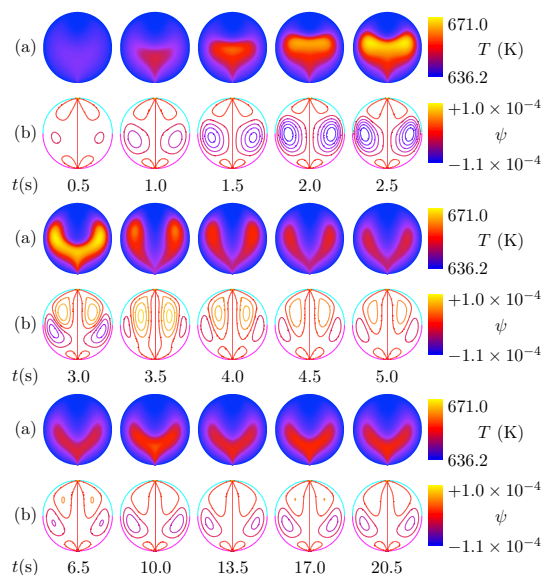 (a) 671.0
T (K)
636.2
(b) +1.0 × 10⁻⁴
ψ
−1.1 × 10⁻⁴
t(s) 0.5 1.0 1.5 2.0 2.5
(a) 671.0
T (K)
636.2
(b) +1.0 × 10⁻⁴
ψ
−1.1 × 10⁻⁴
t(s) 3.0 3.5 4.0 4.5 5.0
(a) 671.0
T (K)
636.2
(b) +1.0 × 10⁻⁴
ψ
−1.1 × 10⁻⁴
t(s) 6.5 10.0 13.5 17.0 20.5